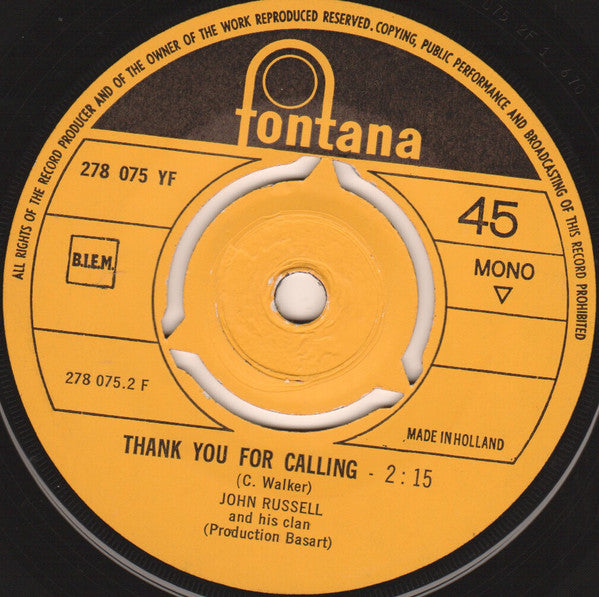 ALL RIGHTS OF THE RECORD PRODUCER AND OF THE OWNER OF THE WORK REPRODUCED RESERVED. COPYING, PUBLIC PERFORMANCE AND BROADCASTING OF THIS RECORD PROHIBITED
fontana
278 075 YF
45
B.I.E.M.
MONO
278 075.2 F
MADE IN HOLLAND
THANK YOU FOR CALLING - 2:15
(C. Walker)
JOHN RUSSELL
and his clan
(Production Basart)